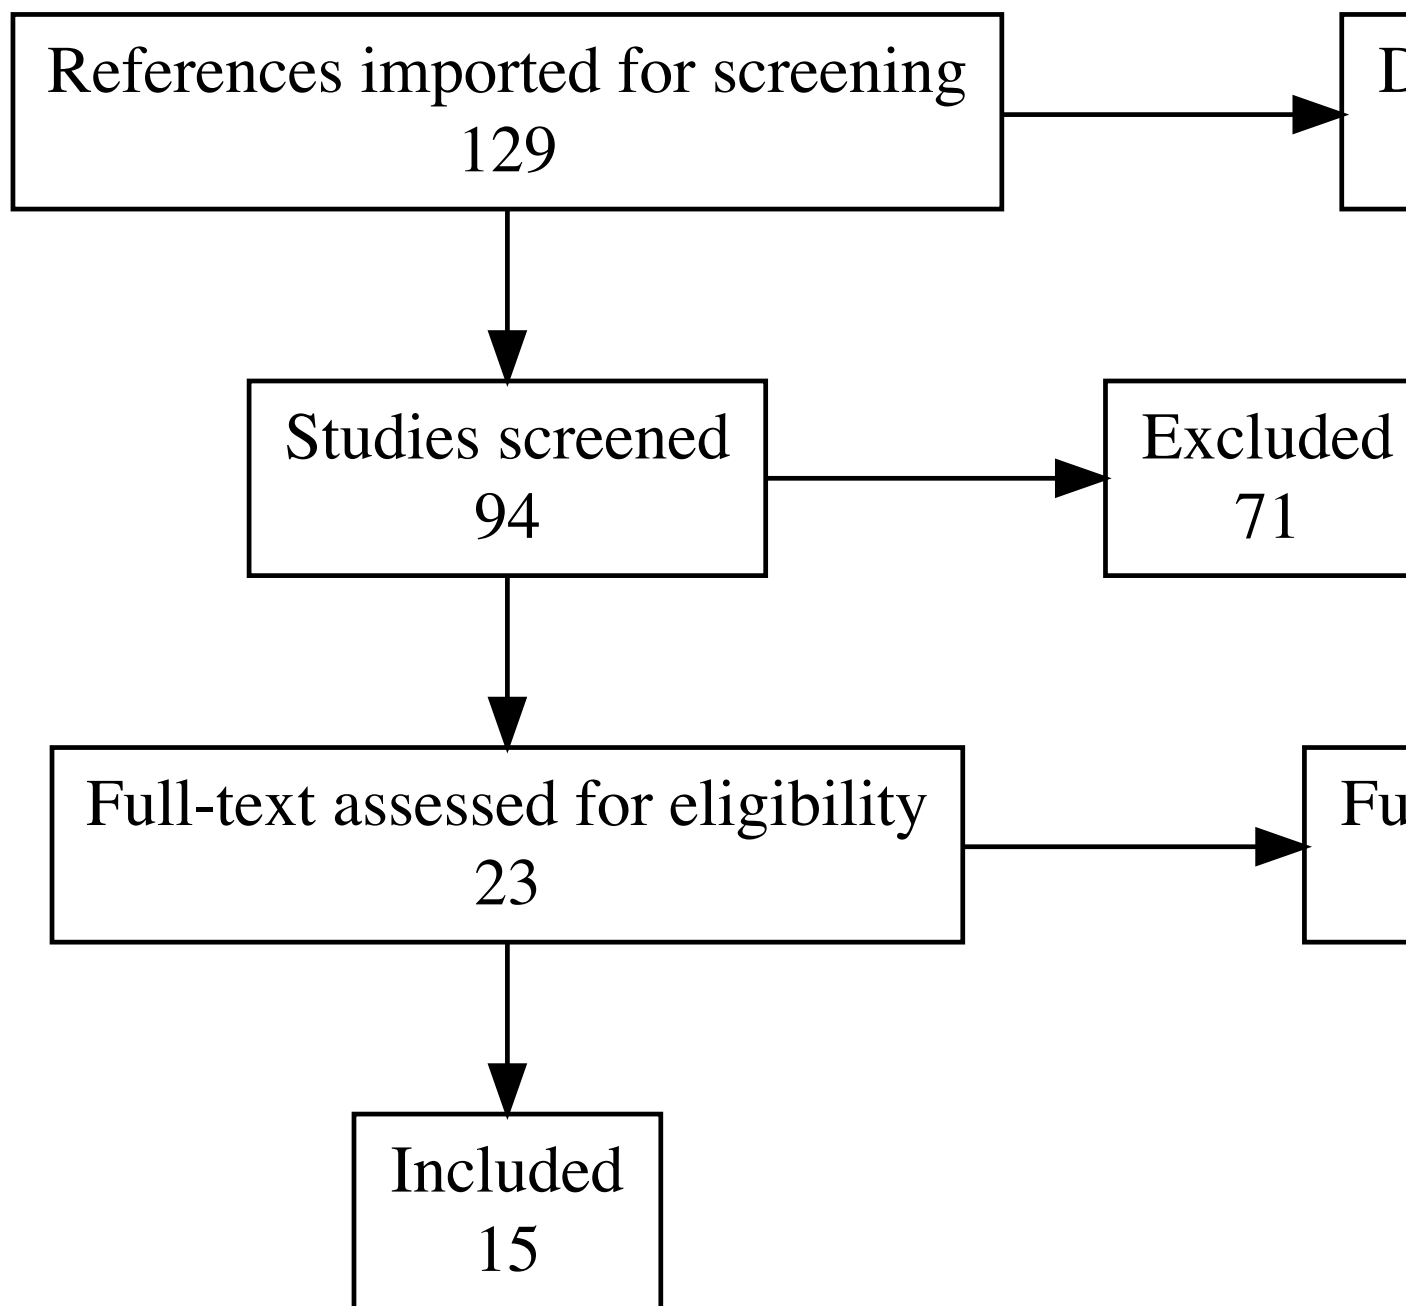 References imported for screening
129
Studies screened
94
Excluded
71
Full-text assessed for eligibility
23
Included
15